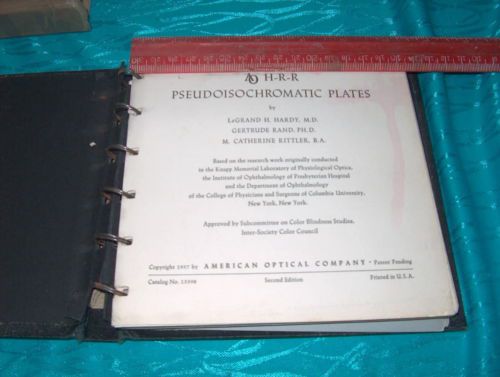 AO H-R-R
PSEUDOISOCHROMATIC PLATES
by
LeGRAND H. HARDY, M.D.
GERTRUDE RAND, PH.D.
M. CATHERINE RITTLER, B.A.
Based on the research work originally conducted
in the Knapp Memorial Laboratory of Physiological Optics,
the Institute of Ophthalmology of Presbyterian Hospital
and the Department of Ophthalmology
of the College of Physicians and Surgeons of Columbia University,
New York, New York.
Approved by Subcommittee on Color Blindness Studies,
Inter-Society Color Council
Copyright 1957 by AMERICAN OPTICAL COMPANY • Patent Pending
Catalog No. Second Edition Printed in U.S.A.